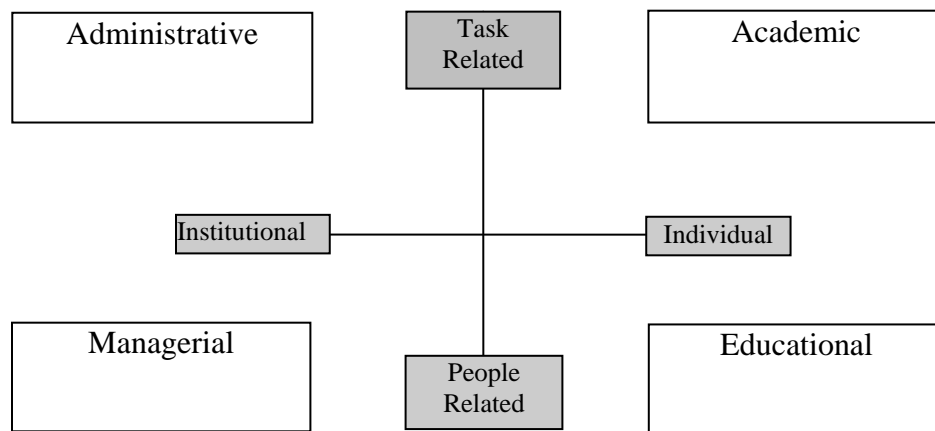 Administrative
Task
Related
Academic
Institutional
Individual
Managerial
People
Related
Educational